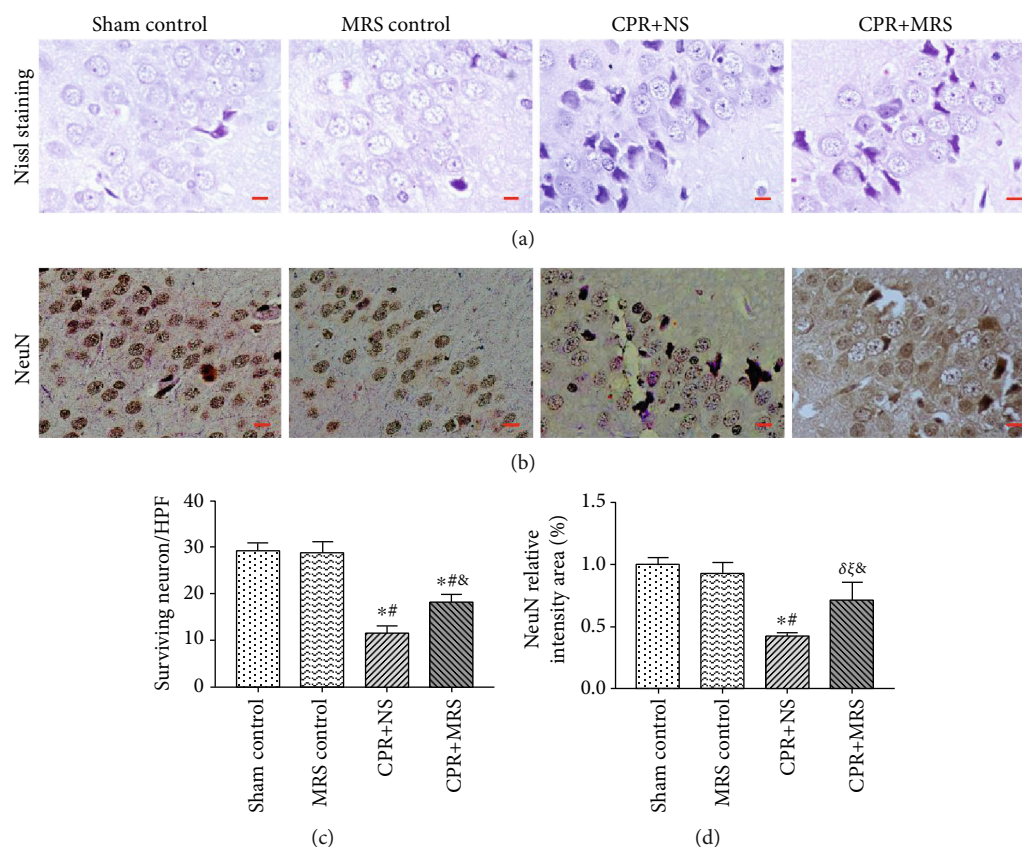 Sham control
MRS control
CPR+NS
CPR+MRS
Nissl staining
(a)
NeuN
(b)
Surviving neuron/HPF
40
30
20
10
0
*#
*#&
Sham control
MRS control
CPR+NS
CPR+MRS
(c)
NeuN relative
intensity area (%)
1.5
1.0
0.5
0.0
*#
δξ&
Sham control
MRS control
CPR+NS
CPR+MRS
(d)